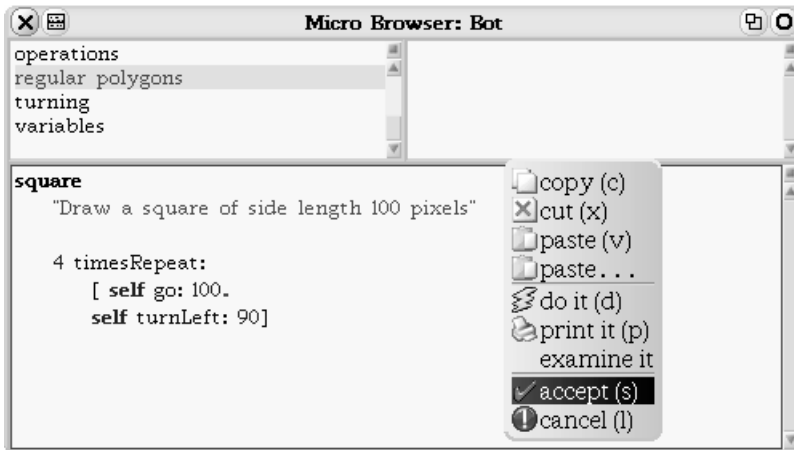 Micro Browser: Bot
operations
regular polygons
turning
variables
square
"Draw a square of side length 100 pixels"
4 timesRepeat:
[ self go: 100.
self turnLeft: 90]
copy (c)
cut (x)
paste (v)
paste...
do it (d)
print it (p)
examine it
accept (s)
cancel (l)